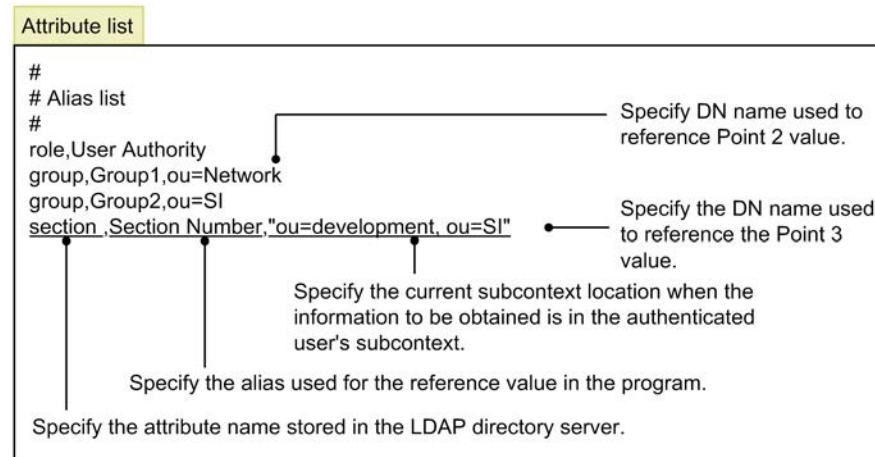 Attribute list
#
# Alias list
#
role,User Authority
group,Group1,ou=Network
group,Group2,ou=SI
section ,Section Number,"ou=development, ou=SI"
Specify DN name used to
reference Point 2 value.
Specify the DN name used
to reference the Point 3
value.
Specify the current subcontext location when the
information to be obtained is in the authenticated
user's subcontext.
Specify the alias used for the reference value in the program.
Specify the attribute name stored in the LDAP directory server.